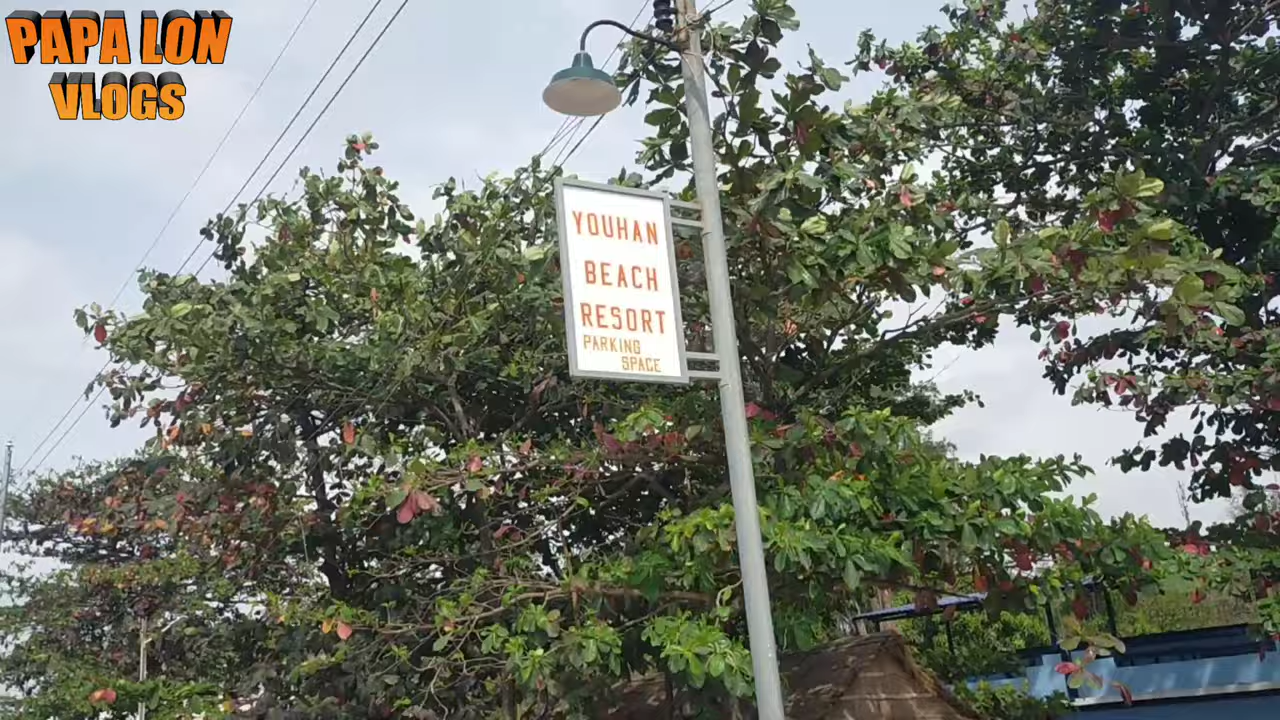 PAPA LON
VLOGS
YOUHAN
BEACH
RESORT
PARKING
SPACE